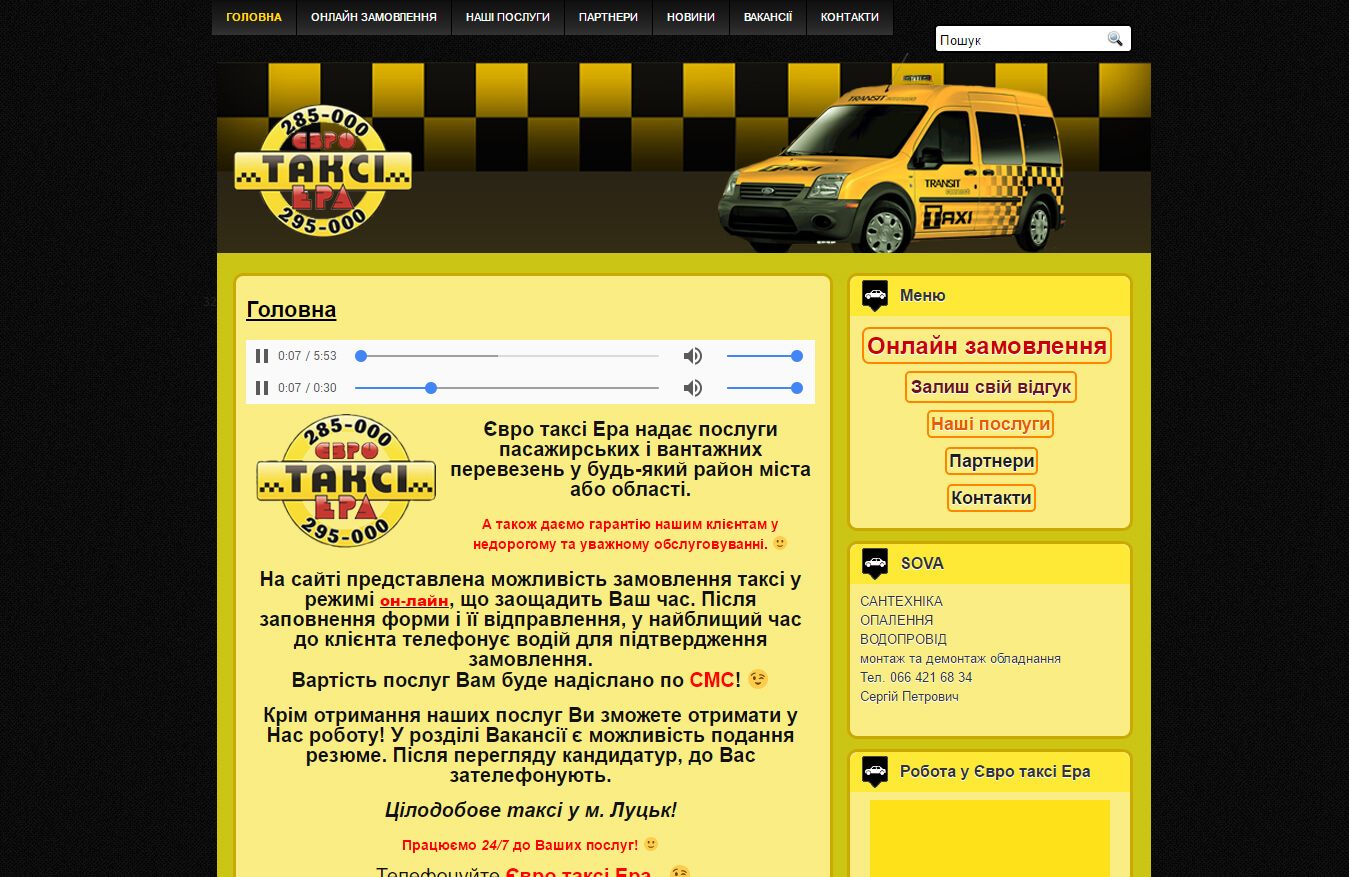 ГОЛОВНА
ОНЛАЙН ЗАМОВЛЕННЯ
НАШІ ПОСЛУГИ
ПАРТНЕРИ
НОВИНИ
ВАКАНСІЇ
КОНТАКТИ
Пошук
285-000
ЄВРО
ТАКСІ
ЕРА
295-000
TRANSIT
TAXI
TRANSIT
TAXI
Головна
0:07 / 5:53
0:07 / 0:30
285-000
ЄВРО
ТАКСІ
ЕРА
295-000
Євро таксі Ера надає послуги
пасажирських і вантажних
перевезень у будь-який район міста
або області.
А також даємо гарантію нашим клієнтам у
недорогому та уважному обслуговуванні. 🙂
На сайті представлена можливість замовлення таксі у
режимі он-лайн, що заощадить Ваш час. Після
заповнення форми і її відправлення, у найблищий час
до клієнта телефонує водій для підтвердження
замовлення.
Вартість послуг Вам буде надіслано по СМС! 😉
Крім отримання наших послуг Ви зможете отримати у
Нас роботу! У розділі Вакансії є можливість подання
резюме. Після перегляду кандидатур, до Вас
зателефонують.
Цілодобове таксі у м. Луцьк!
Працюємо 24/7 до Ваших послуг! 🙂
Телефонуйте Євро таксі Ера 😉
Меню
Онлайн замовлення
Залиш свій відгук
Наші послуги
Партнери
Контакти
SOVA
САНТЕХНІКА
ОПАЛЕННЯ
ВОДОПРОВІД
монтаж та демонтаж обладнання
Тел. 066 421 68 34
Сергій Петрович
Робота у Євро таксі Ера